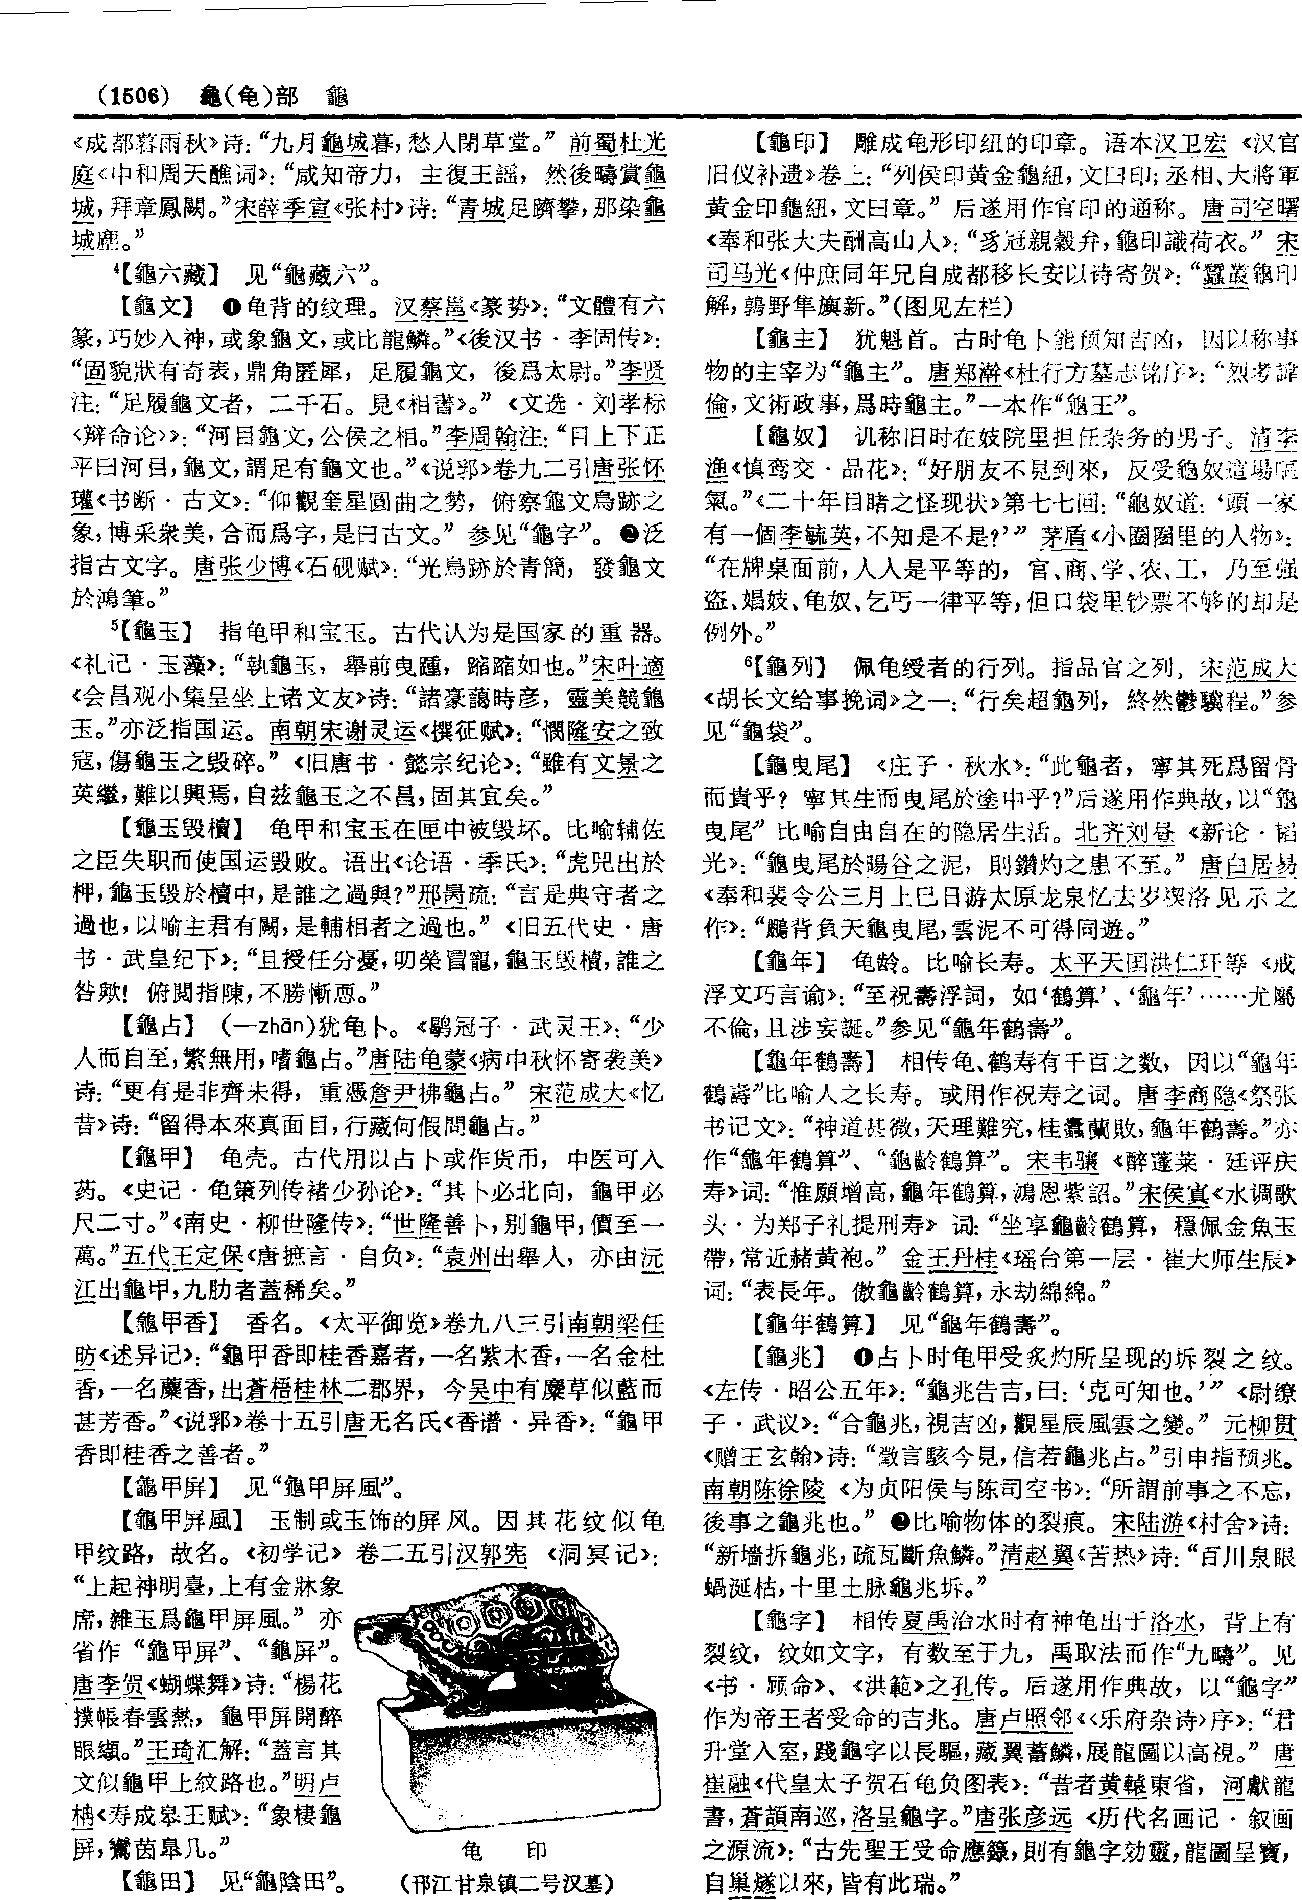 (1506) 龜(龟)部 龜
《成都暮雨秋》诗:“九月龜城暮,愁人閉草堂。” 前蜀杜光
庭《中和周天醮词》:“咸知帝力, 主復王謡, 然後疇賞龜
城,拜章鳳闕。”宋薛季宣《张村》诗:“青城足躋攀,那染龜
城塵。”
⁴【龜六藏】 见“龜藏六”。
【龜文】 ❶龟背的纹理。汉蔡邕《篆势》:“文體有六
篆,巧妙入神,或象龜文,或比龍鱗。”《後汉书·李固传》:
“固貌狀有奇表,鼎角匿犀, 足履龜文, 後爲太尉。”李贤
注:“足履龜文者, 二千石。見《相書》。” 《文选·刘孝标
〈辩命论〉》:“河目龜文,公侯之相。”李周翰注:“目上下正
平曰河目,龜文,謂足有龜文也。”《说郛》卷九二引唐张怀
瓘《书断·古文》:“仰觀奎星圓曲之勢, 俯察龜文鳥跡之
象,博采衆美,合而爲字,是曰古文。” 参见“龜字”。❷泛
指古文字。唐张少博《石砚赋》:“光鳥跡於青簡, 發龜文
於鴻筆。”
⁵【龜玉】 指龟甲和宝玉。古代认为是国家的重器。
《礼记·玉藻》:“執龜玉, 舉前曳踵, 蹜蹜如也。”宋叶適
《会昌观小集呈坐上诸文友》诗:“諸豪藹時彦, 靈美競龜
玉。”亦泛指国运。南朝宋谢灵运《撰征赋》:“憫隆安之致
寇,傷龜玉之毁碎。” 《旧唐书·懿宗纪论》:“雖有文景之
英繼,難以興焉,自兹龜玉之不昌,固其宜矣。”
【龜玉毁櫝】 龟甲和宝玉在匣中被毁坏。比喻辅佐
之臣失职而使国运毁败。语出《论语·季氏》:“虎兕出於
柙,龜玉毁於櫝中,是誰之過與?”邢昺疏:“言是典守者之
過也,以喻主君有闕,是輔相者之過也。” 《旧五代史·唐
书·武皇纪下》:“且授任分憂,叨榮冒寵,龜玉毁櫝,誰之
咎歟! 俯閲指陳,不勝慚恧。”
【龜占】 (—zhān)犹龟卜。《鹖冠子·武灵王》:“少
人而自至,繁無用,嗜龜占。”唐陆龟蒙《病中秋怀寄袭美》
诗:“更有是非齊未得, 重憑詹尹拂龜占。” 宋范成大《忆
昔》诗:“留得本來真面目,行藏何假問龜占。”
【龜甲】 龟壳。古代用以占卜或作货币, 中医可入
药。《史记·龟策列传褚少孙论》:“其卜必北向, 龜甲必
尺二寸。”《南史·柳世隆传》:“世隆善卜,别龜甲,價至一
萬。”五代王定保《唐摭言·自负》:“袁州出舉人, 亦由沅
江出龜甲,九肋者蓋稀矣。”
【龜甲香】 香名。《太平御览》卷九八三引南朝梁任
昉《述异记》:“龜甲香即桂香嘉者,一名紫木香,一名金杜
香,一名麝香,出蒼梧桂林二郡界, 今吴中有麋草似藍而
甚芳香。”《说郛》卷十五引唐无名氏《香谱·异香》:“龜甲
香即桂香之善者。”
【龜甲屏】 见“龜甲屏風”。
【龜甲屏風】 玉制或玉饰的屏风。因其花纹似龟
甲纹路, 故名。《初学记》卷二五引汉郭宪《洞冥记》:
“上起神明臺,上有金牀象
席,雜玉爲龜甲屏風。” 亦
省作“龜甲屏”、“龜屏”。
唐李贺《蝴蝶舞》诗:“楊花
撲帳春雲熱, 龜甲屏開醉
眼纈。”王琦汇解:“蓋言其
文似龜甲上紋路也。”明卢
柟《寿成皋王赋》:“象棲龜
屏,鸞茵皋几。”
【龜田】 见“龜陰田”。
龟 印
(邗江甘泉镇二号汉墓)
【龜印】 雕成龟形印纽的印章。语本汉卫宏《汉官
旧仪补遗》卷上:“列侯印黄金龜紐,文曰印;丞相、大將軍
黄金印龜紐,文曰章。” 后遂用作官印的通称。唐司空曙
《奉和张大夫酬高山人》:“豸冠親穀弁,龜印識荷衣。” 宋
司马光《仲庶同年兄自成都移长安以诗寄贺》:“蠶叢龜印
解,鶉野隼旟新。”(图见左栏)
【龜主】 犹魁首。古时龟卜能预知吉凶, 因以称事
物的主宰为“龜主”。唐郑澣《杜行方墓志铭序》:“烈考諱
倫,文術政事,爲時龜主。”一本作“龜王”。
【龜奴】 讥称旧时在妓院里担任杂务的男子。清李
渔《慎鸾交·品花》:“好朋友不見到來, 反受龜奴這場嘔
氣。”《二十年目睹之怪现状》第七七回:“龜奴道:‘頭一家
有一個李毓英,不知是不是?’” 茅盾《小圈圈里的人物》:
“在牌桌面前,人人是平等的, 官、商、学、农、工, 乃至强
盗、娼妓、龟奴、乞丐一律平等,但口袋里钞票不够的却是
例外。”
⁶【龜列】 佩龟绶者的行列。指品官之列。宋范成大
《胡长文给事挽词》之一:“行矣超龜列, 終然鬱驥程。”参
见“龜袋”。
【龜曳尾】 《庄子·秋水》:“此龜者, 寧其死爲留骨
而貴乎? 寧其生而曳尾於塗中乎?”后遂用作典故,以“龜
曳尾” 比喻自由自在的隐居生活。北齐刘昼《新论·韬
光》:“龜曳尾於暘谷之泥, 則鑽灼之患不至。” 唐白居易
《奉和裴令公三月上巳日游太原龙泉忆去岁禊洛见示之
作》:“鵬背負天龜曳尾,雲泥不可得同遊。”
【龜年】 龟龄。比喻长寿。太平天囯洪仁玕等《戒
浮文巧言谕》:“至祝壽浮詞, 如‘鶴算’、‘龜年’……尤屬
不倫,且涉妄誕。”参见“龜年鶴壽”。
【龜年鶴壽】 相传龟、鹤寿有千百之数, 因以“龜年
鶴壽”比喻人之长寿。或用作祝寿之词。唐李商隐《祭张
书记文》:“神道甚微,天理難究,桂蠹蘭敗,龜年鶴壽。”亦
作“龜年鶴算”、“龜齡鶴算”。宋韦骧《醉蓬莱·廷评庆
寿》词:“惟願增高,龜年鶴算,鴻恩紫詔。”宋侯寘《水调歌
头·为郑子礼提刑寿》词:“坐享龜齡鶴算, 穩佩金魚玉
帶,常近赭黄袍。” 金王丹桂《瑶台第一层·崔大师生辰》
词:“表長年。傲龜齡鶴算,永劫綿綿。”
【龜年鶴算】 见“龜年鶴壽”。
【龜兆】 ❶占卜时龟甲受炙灼所呈现的坼裂之纹。
《左传·昭公五年》:“龜兆告吉,曰:‘克可知也。’” 《尉缭
子·武议》:“合龜兆,視吉凶,觀星辰風雲之變。” 元柳贯
《赠王玄翰》诗:“徵言駭今見,信若龜兆占。”引申指预兆。
南朝陈徐陵《为贞阳侯与陈司空书》:“所謂前事之不忘,
後事之龜兆也。” ❷比喻物体的裂痕。宋陆游《村舍》诗:
“新墻拆龜兆,疏瓦斷魚鱗。”清赵翼《苦热》诗:“百川泉眼
蝸涎枯,十里土脉龜兆坼。”
【龜字】 相传夏禹治水时有神龟出于洛水, 背上有
裂纹, 纹如文字, 有数至于九, 禹取法而作“九疇”。见
《书·顾命》、《洪範》之孔传。后遂用作典故, 以“龜字”
作为帝王者受命的吉兆。唐卢照邻《〈乐府杂诗〉序》:“君
升堂入室,踐龜字以長驅,藏翼蓄鱗,展龍圖以高視。” 唐
崔融《代皇太子贺石龟负图表》:“昔者黄轅東省, 河獻龍
書,蒼頡南巡,洛呈龜字。”唐张彦远《历代名画记·叙画
之源流》:“古先聖王受命應籙,則有龜字効靈,龍圖呈寶,
自巢燧以來,皆有此瑞。”